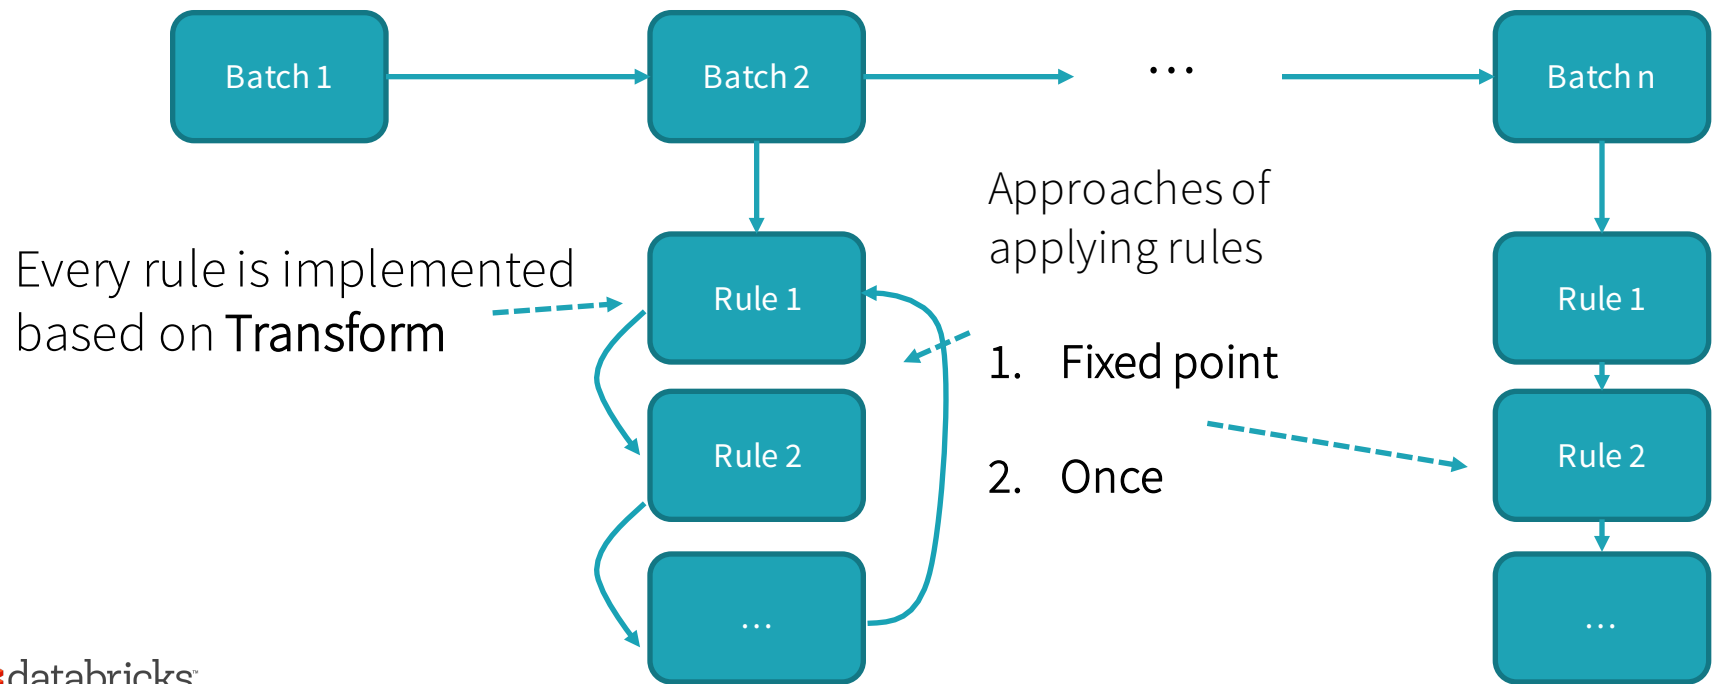 Batch 1
Batch 2
...
Batch n
Approaches of
applying rules
Every rule is implemented
based on Transform
Rule 1
Rule 1
1. Fixed point
Rule 2
2. Once
Rule 2
...
...
databricks™